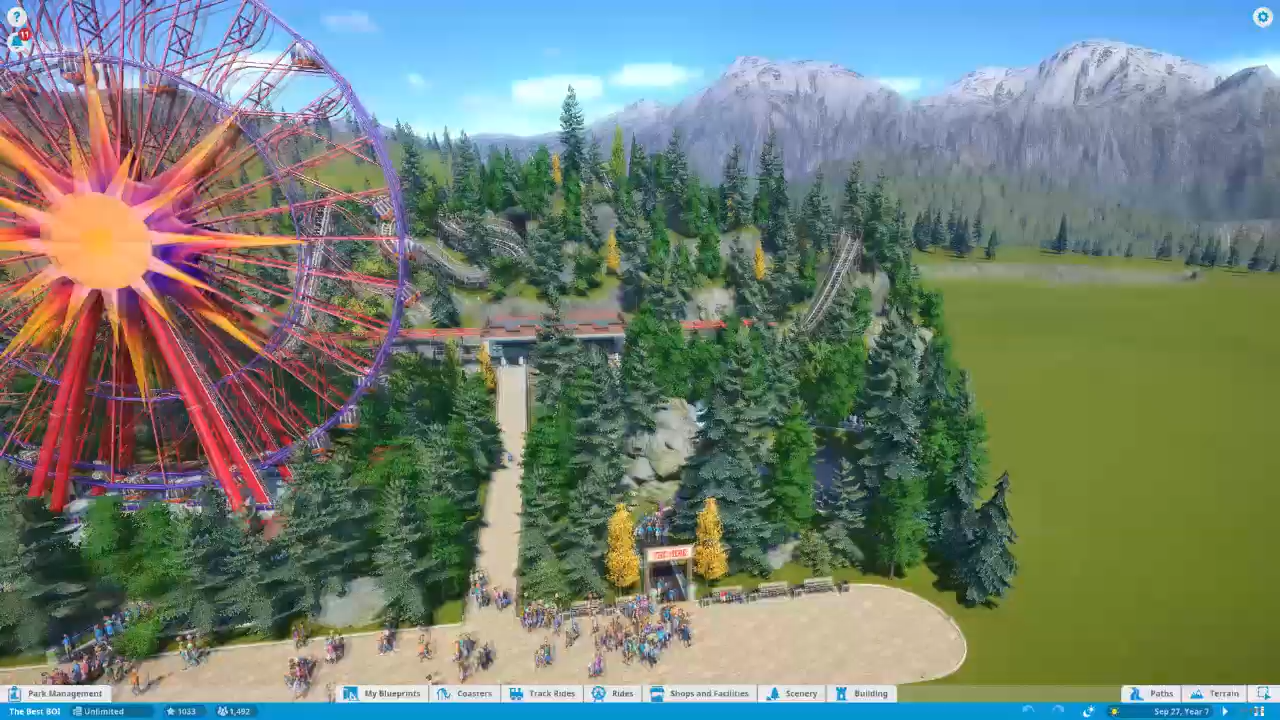 ?
11
Park Management
My Blueprints
Coasters
Track Rides
Rides
Shops and Facilities
Scenery
Building
Paths
Terrain
The Best BOI
Unlimited
1033
1,492
Sep 27, Year 7